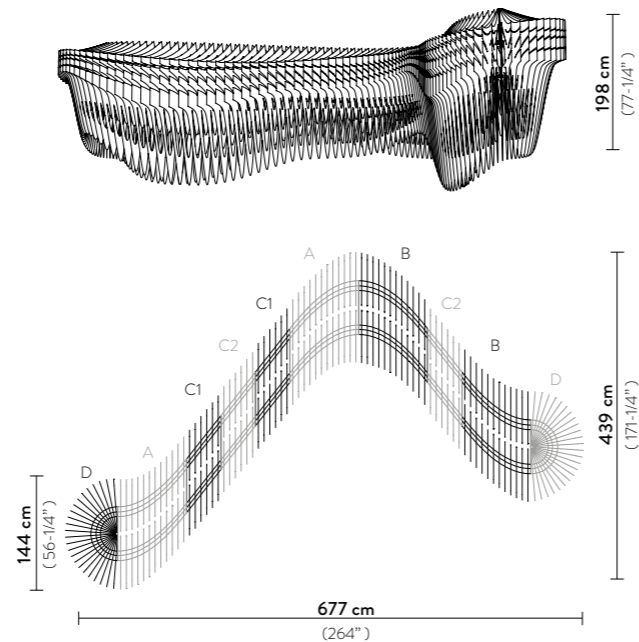 198 cm
(77-1/4")
A
B
C1
C2
C2
B
C1
D
A
D
439 cm
( 171-1/4")
144 cm
( 56-1/4")
677 cm
(264")